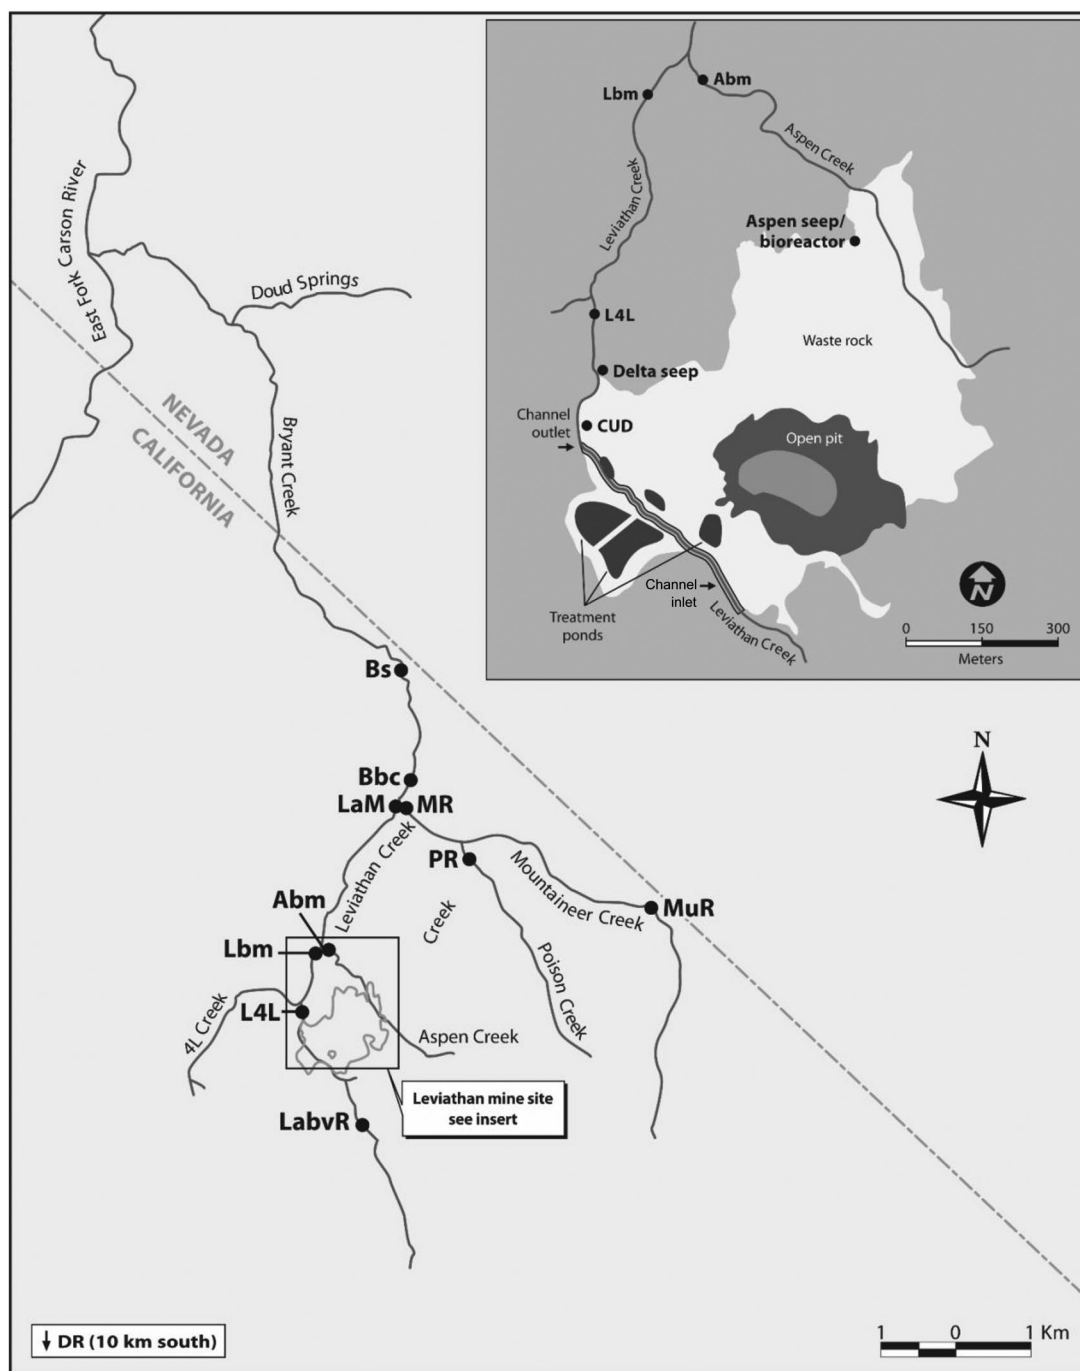 Abm
Lbm
Aspen Creek
Leviathan Creek
Aspen seep/
bioreactor
L4L
Waste rock
Delta seep
Channel
outlet
CUD
Open pit
Channel
inlet
Treatment
ponds
Leviathan Creek
N
0 150 300
Meters
East Fork Carson River
Doud Springs
NEVADA
CALIFORNIA
Bryant Creek
Bs
N
Bbc
LaM
MR
Leviathan Creek
PR
Mountaineer Creek
MuR
Creek
Poison Creek
Abm
Lbm
L4L
4L Creek
Aspen Creek
Leviathan mine site
see insert
LabvR
DR (10 km south)
1 0 1 Km